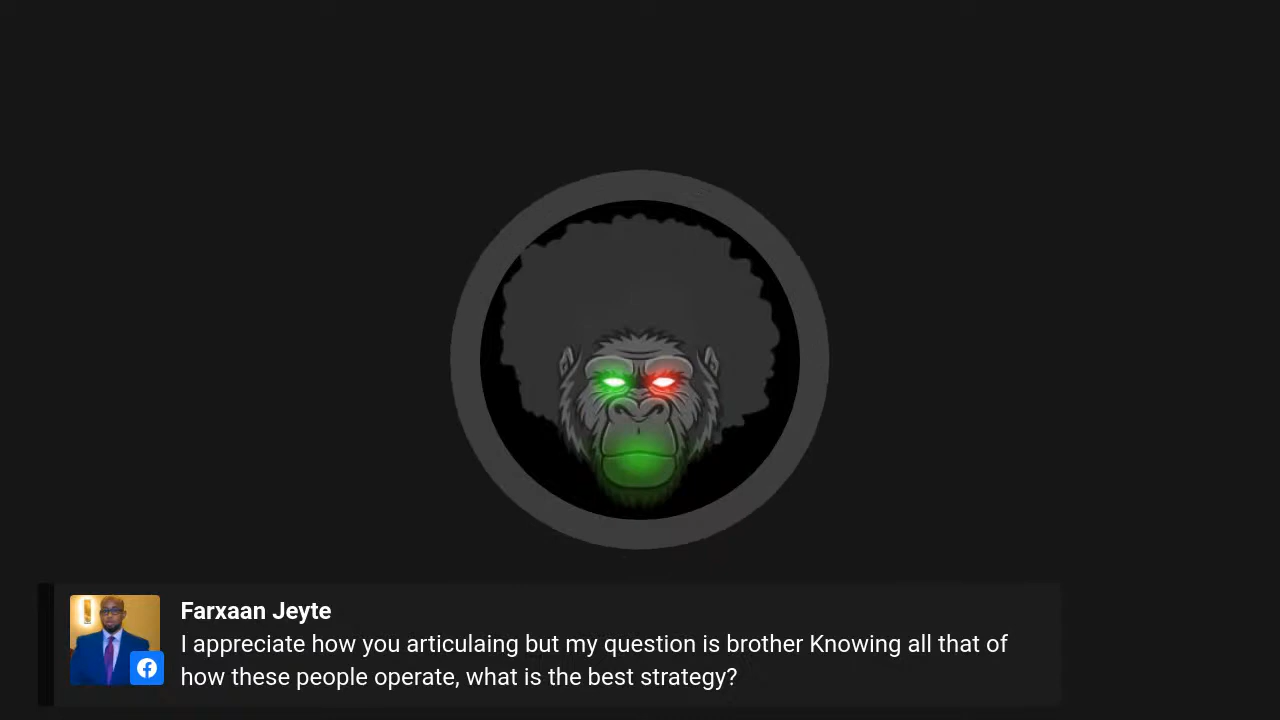 Farxaan Jeyte
I appreciate how you articulaing but my question is brother Knowing all that of
how these people operate, what is the best strategy?